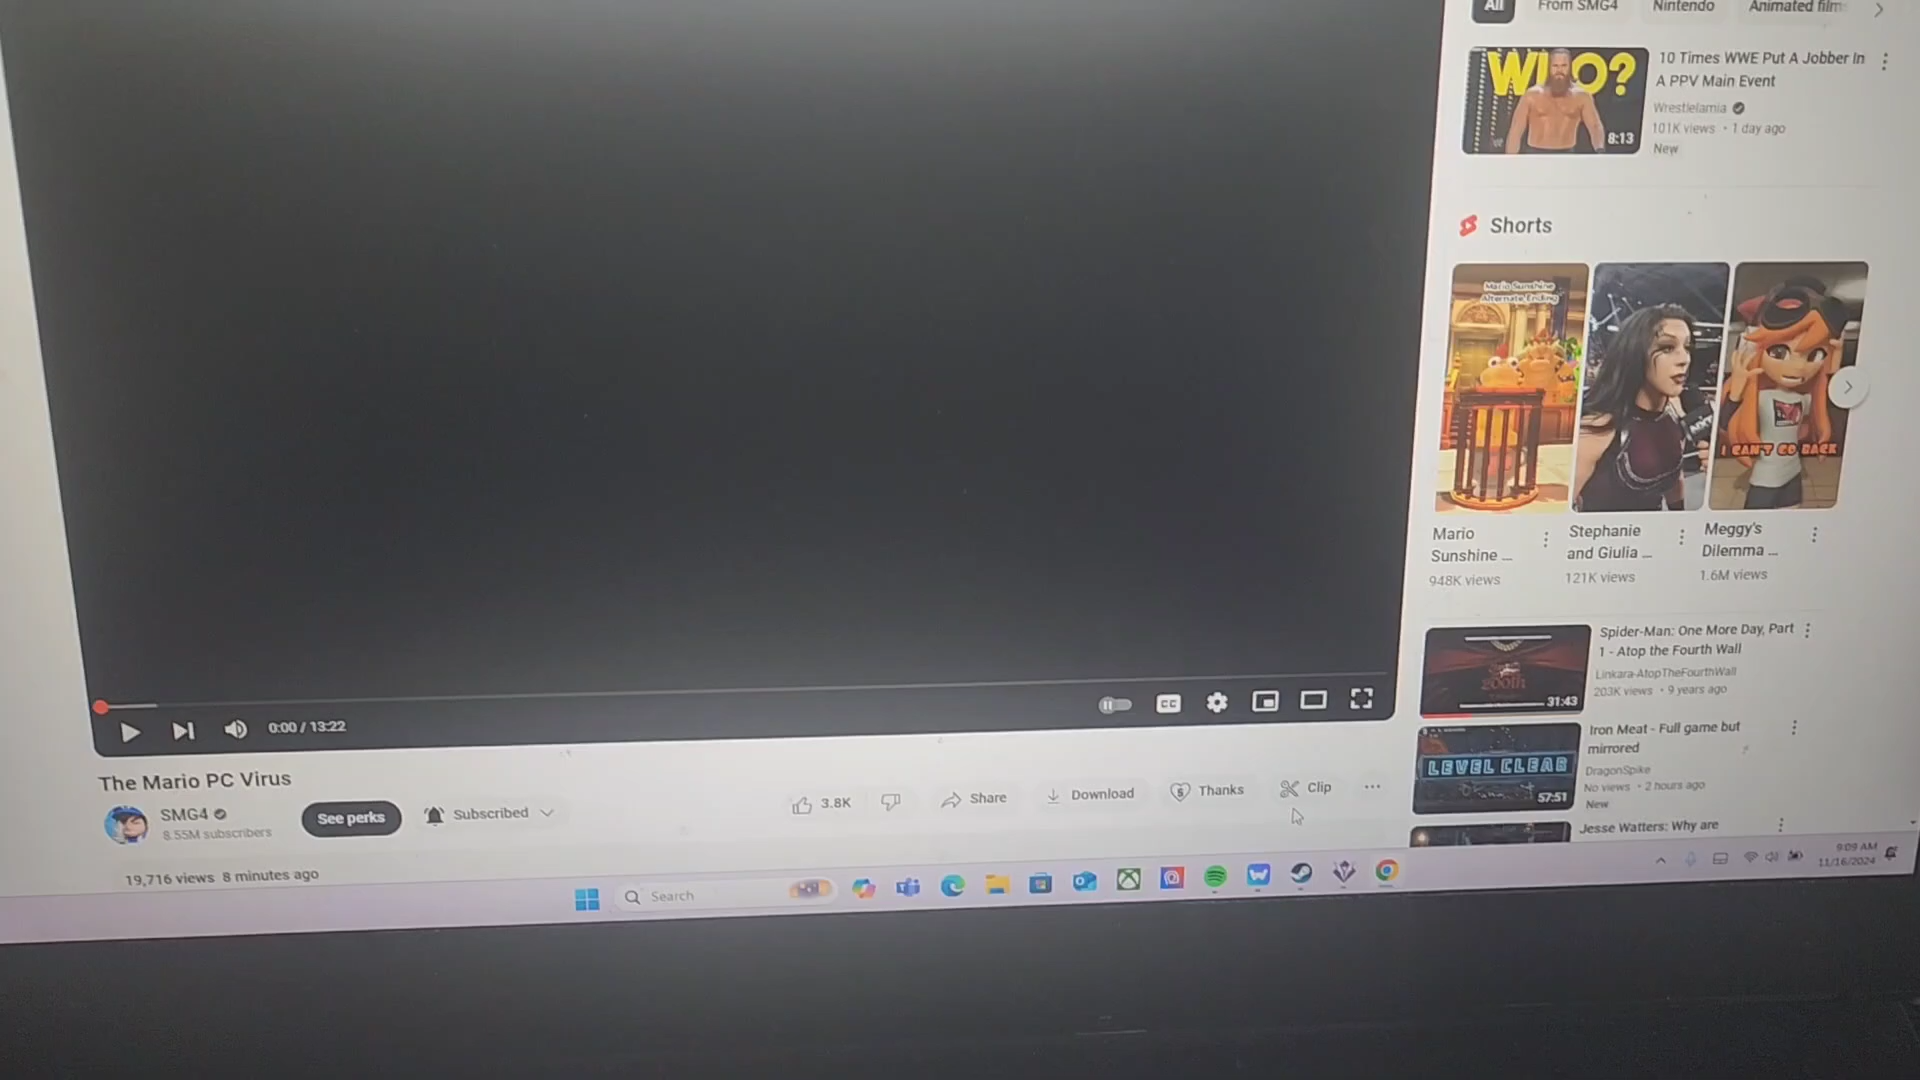 All From SMG4 Nintendo Animated film
WHO?
8:13
10 Times WWE Put A Jobber In
A PPV Main Event
Wrestlelamia
101K views • 1 day ago
New
Shorts
Mario Sunshine
Alternate Ending
I CAN'T GO BACK
Mario
Sunshine ...
948K views
Stephanie
and Giulia ...
121K views
Meggy's
Dilemma ...
1.6M views
31:43
Spider-Man: One More Day, Part
1 - Atop the Fourth Wall
Linkara-AtopTheFourthWall
203K views • 9 years ago
LEVEL CLEAR
57:51
Iron Meat - Full game but
mirrored
DragonSpike
No views • 2 hours ago
New
Jesse Watters: Why are
0:00 / 13:22
CC
The Mario PC Virus
SMG4
8.55M subscribers
See perks
Subscribed
3.8K
Share
Download
Thanks
Clip
19,716 views 8 minutes ago
Search
9:09 AM
11/16/2024